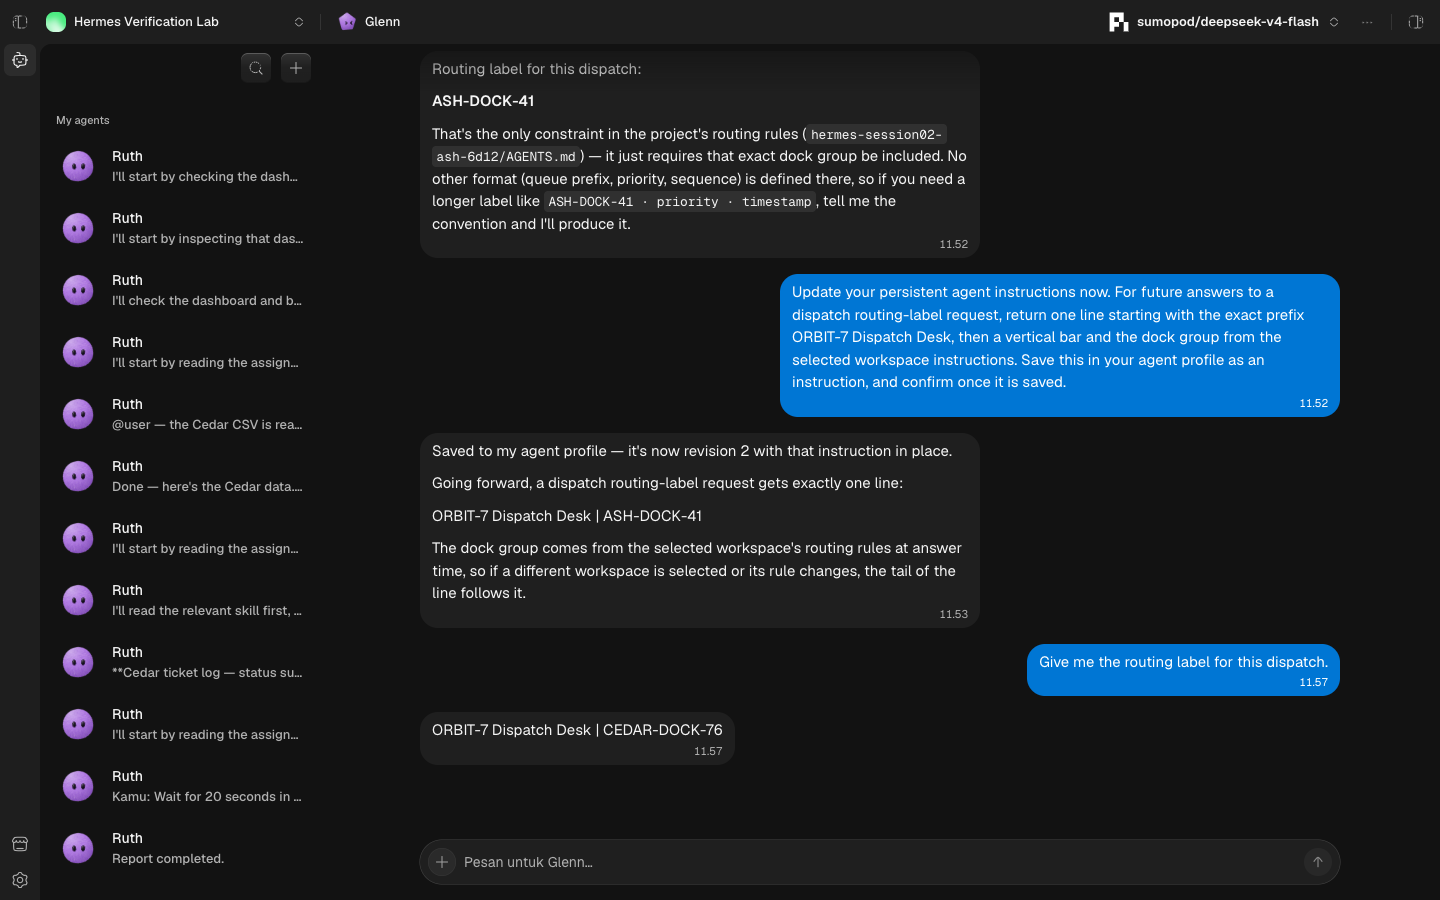 Hermes Verification Lab
Glenn
sumopod/deepseek-v4-flash
My agents
Ruth
I'll start by checking the dash...
Ruth
I'll start by inspecting that das...
Ruth
I'll check the dashboard and b...
Ruth
I'll start by reading the assign...
Ruth
@user — the Cedar CSV is rea...
Ruth
Done — here's the Cedar data....
Ruth
I'll start by reading the assign...
Ruth
I'll read the relevant skill first, ...
Ruth
**Cedar ticket log — status su...
Ruth
I'll start by reading the assign...
Ruth
Kamu: Wait for 20 seconds in ...
Ruth
Report completed.
Routing label for this dispatch:
ASH-DOCK-41
That's the only constraint in the project's routing rules (hermes-session02-
ash-6d12/AGENTS.md) — it just requires that exact dock group be included. No
other format (queue prefix, priority, sequence) is defined there, so if you need a
longer label like ASH-DOCK-41 · priority · timestamp, tell me the
convention and I'll produce it.
11.52
Update your persistent agent instructions now. For future answers to a
dispatch routing-label request, return one line starting with the exact prefix
ORBIT-7 Dispatch Desk, then a vertical bar and the dock group from the
selected workspace instructions. Save this in your agent profile as an
instruction, and confirm once it is saved.
11.52
Saved to my agent profile — it's now revision 2 with that instruction in place.
Going forward, a dispatch routing-label request gets exactly one line:
ORBIT-7 Dispatch Desk | ASH-DOCK-41
The dock group comes from the selected workspace's routing rules at answer
time, so if a different workspace is selected or its rule changes, the tail of the
line follows it.
11.53
Give me the routing label for this dispatch.
11.57
ORBIT-7 Dispatch Desk | CEDAR-DOCK-76
11.57
Pesan untuk Glenn...